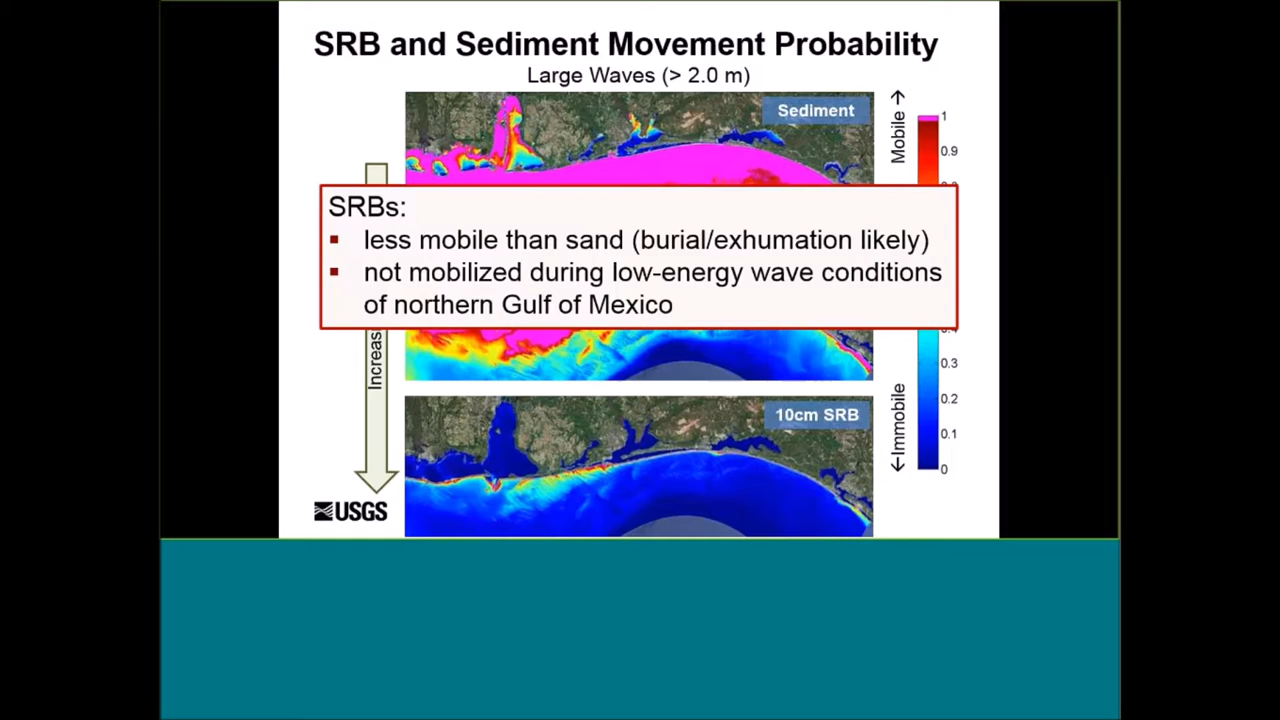 SRB and Sediment Movement Probability
Large Waves (> 2.0 m)
Sediment
Mobile →
1
0.9
SRBs:
▪ less mobile than sand (burial/exhumation likely)
▪ not mobilized during low-energy wave conditions
of northern Gulf of Mexico
Increas
0.3
0.2
0.1
0
←Immobile
10cm SRB
USGS